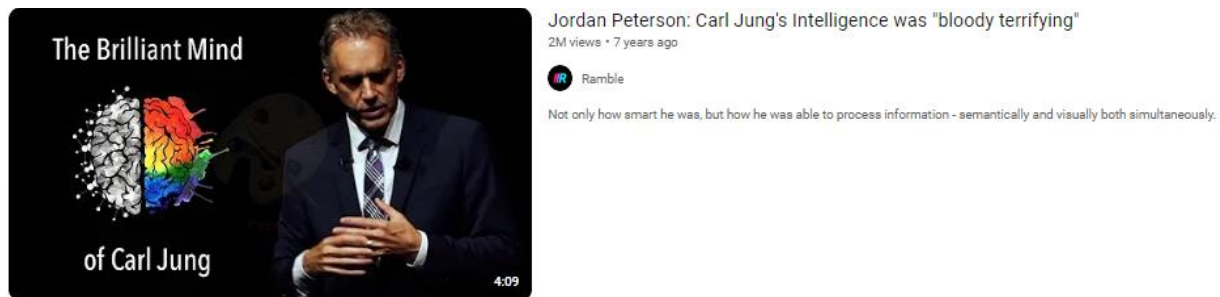 The Brilliant Mind
of Carl Jung
4:09
Jordan Peterson: Carl Jung's Intelligence was "bloody terrifying"
2M views • 7 years ago
R Ramble
Not only how smart he was, but how he was able to process information - semantically and visually both simultaneously.